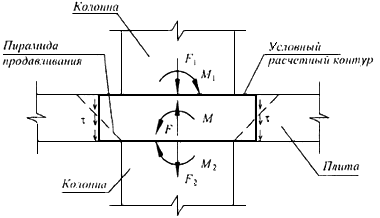 Колонна
Пирамида
продавливания
F₁
M₁
Условный
расчетный контур
τ
F
M
τ
M₂
F₂
Колонна
Плита